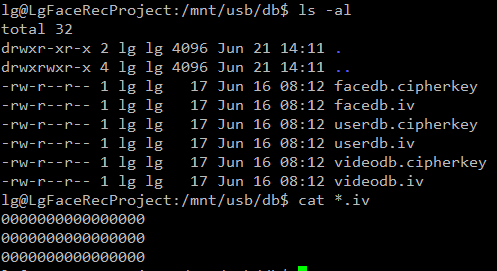 lg@LgFaceRecProject:/mnt/usb/db$ ls -al
total 32
drwxr-xr-x 2 lg lg 4096 Jun 21 14:11 .
drwxrwxr-x 4 lg lg 4096 Jun 21 14:11 ..
-rw-r--r-- 1 lg lg   17 Jun 16 08:12 facedb.cipherkey
-rw-r--r-- 1 lg lg   17 Jun 16 08:12 facedb.iv
-rw-r--r-- 1 lg lg   17 Jun 16 08:12 userdb.cipherkey
-rw-r--r-- 1 lg lg   17 Jun 16 08:12 userdb.iv
-rw-r--r-- 1 lg lg   17 Jun 16 08:12 videodb.cipherkey
-rw-r--r-- 1 lg lg   17 Jun 16 08:12 videodb.iv
lg@LgFaceRecProject:/mnt/usb/db$ cat *.iv
0000000000000000
0000000000000000
0000000000000000